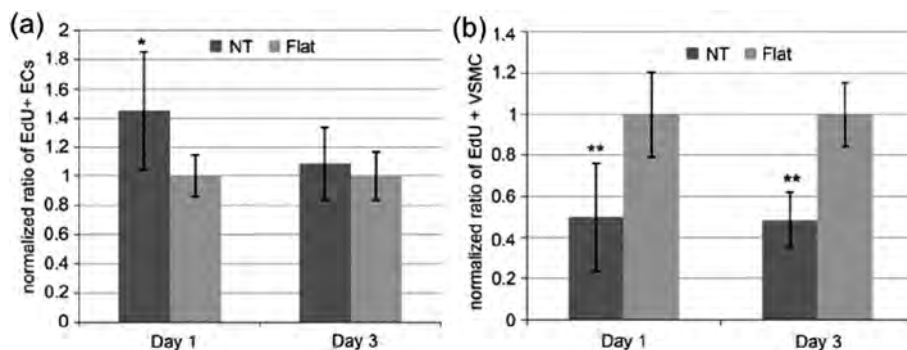 (a)
normalized ratio of EdU+ ECs
2
1.8
1.6
1.4
1.2
1
0.8
0.6
0.4
0.2
0
*
NT Flat
Day 1 Day 3
(b)
normalized ratio of EdU + VSMC
1.4
1.2
1
0.8
0.6
0.4
0.2
0
NT Flat
**
**
Day 1 Day 3